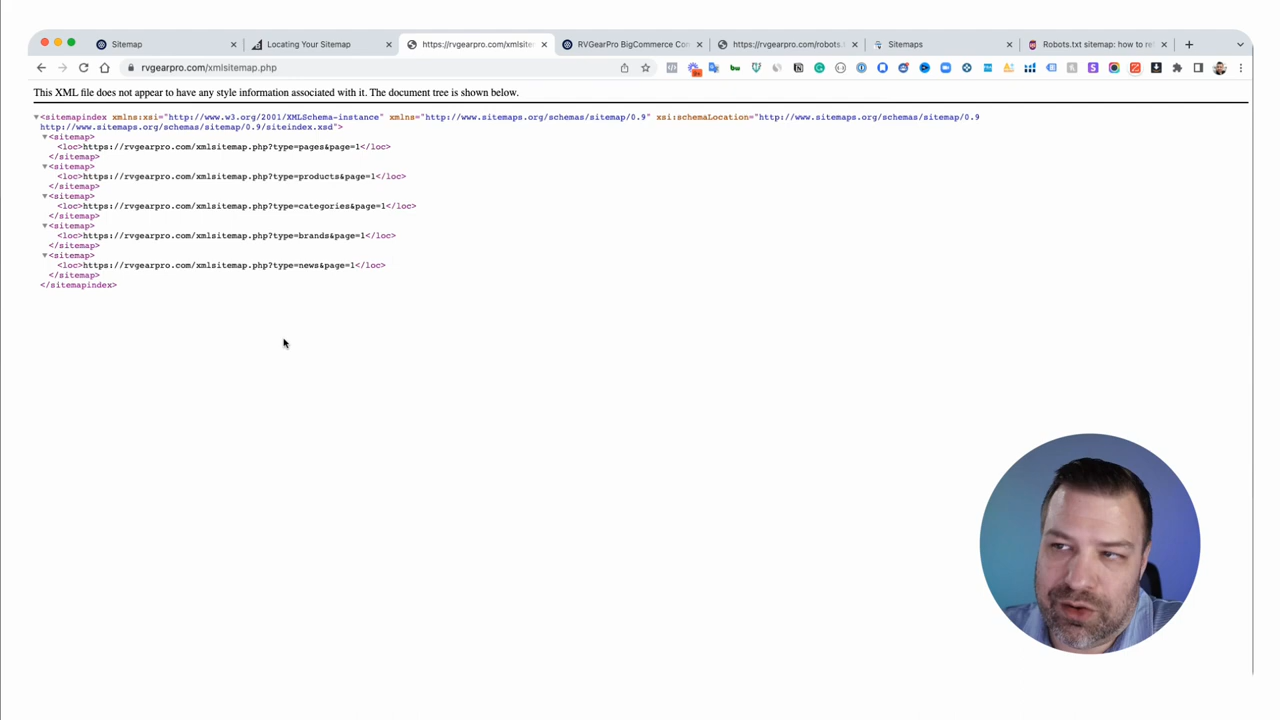 Sitemap
Locating Your Sitemap
https://rvgearpro.com/xmlsite
RVGearPro BigCommerce Con
https://rvgearpro.com/robots.
Sitemaps
Robots.txt sitemap: how to re
rvgearpro.com/xmlsitemap.php
This XML file does not appear to have any style information associated with it. The document tree is shown below.
▼<sitemapindex xmlns:xsi="http://www.w3.org/2001/XMLSchema-instance" xmlns="http://www.sitemaps.org/schemas/sitemap/0.9" xsi:schemaLocation="http://www.sitemaps.org/schemas/sitemap/0.9
http://www.sitemaps.org/schemas/sitemap/0.9/siteindex.xsd">
▼<sitemap>
<loc>https://rvgearpro.com/xmlsitemap.php?type=pages&page=1</loc>
</sitemap>
▼<sitemap>
<loc>https://rvgearpro.com/xmlsitemap.php?type=products&page=1</loc>
</sitemap>
▼<sitemap>
<loc>https://rvgearpro.com/xmlsitemap.php?type=categories&page=1</loc>
</sitemap>
▼<sitemap>
<loc>https://rvgearpro.com/xmlsitemap.php?type=brands&page=1</loc>
</sitemap>
▼<sitemap>
<loc>https://rvgearpro.com/xmlsitemap.php?type=news&page=1</loc>
</sitemap>
</sitemapindex>